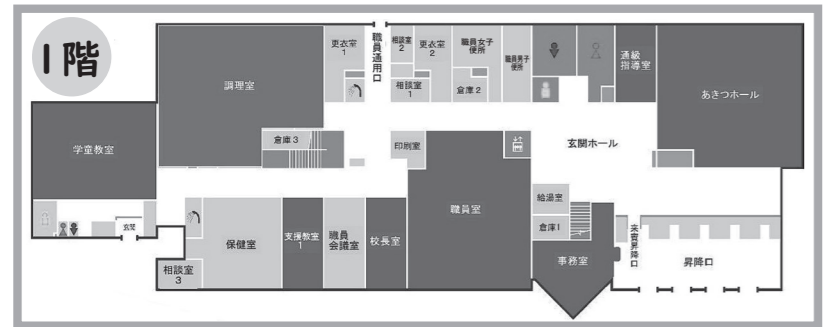 1階
調理室
更衣室
1
職員通用口
相談室
2
更衣室
2
職員女子
便所
職員男子
便所
通級
指導室
あきつホール
相談室
1
倉庫2
学童教室
倉庫3
印刷室
玄関ホール
玄関
保健室
支援教室
1
職員
会議室
校長室
職員室
給湯室
倉庫1
来賓昇降口
昇降口
相談室
3
事務室